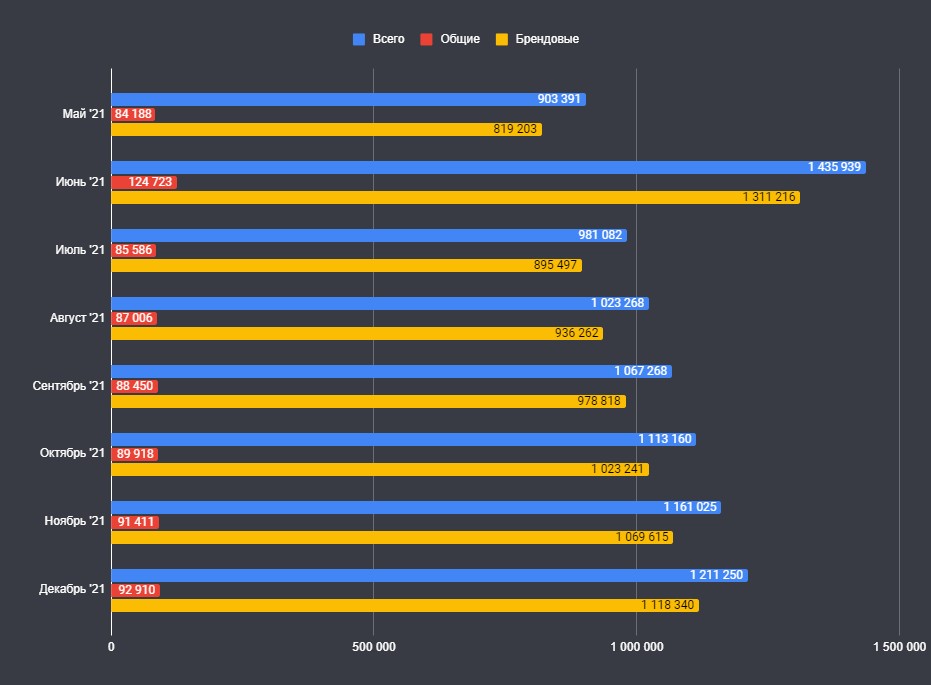 Всего Общие Брендовые
903 391
Май '21 84 188
819 203
1 435 939
Июнь '21 124 723
1 311 216
981 082
Июль '21 85 586
895 497
1 023 268
Август '21 87 006
936 262
1 067 268
Сентябрь '21 88 450
978 818
1 113 160
Октябрь '21 89 918
1 023 241
1 161 025
Ноябрь '21 91 411
1 069 615
1 211 250
Декабрь '21 92 910
1 118 340
0 500 000 1 000 000 1 500 000